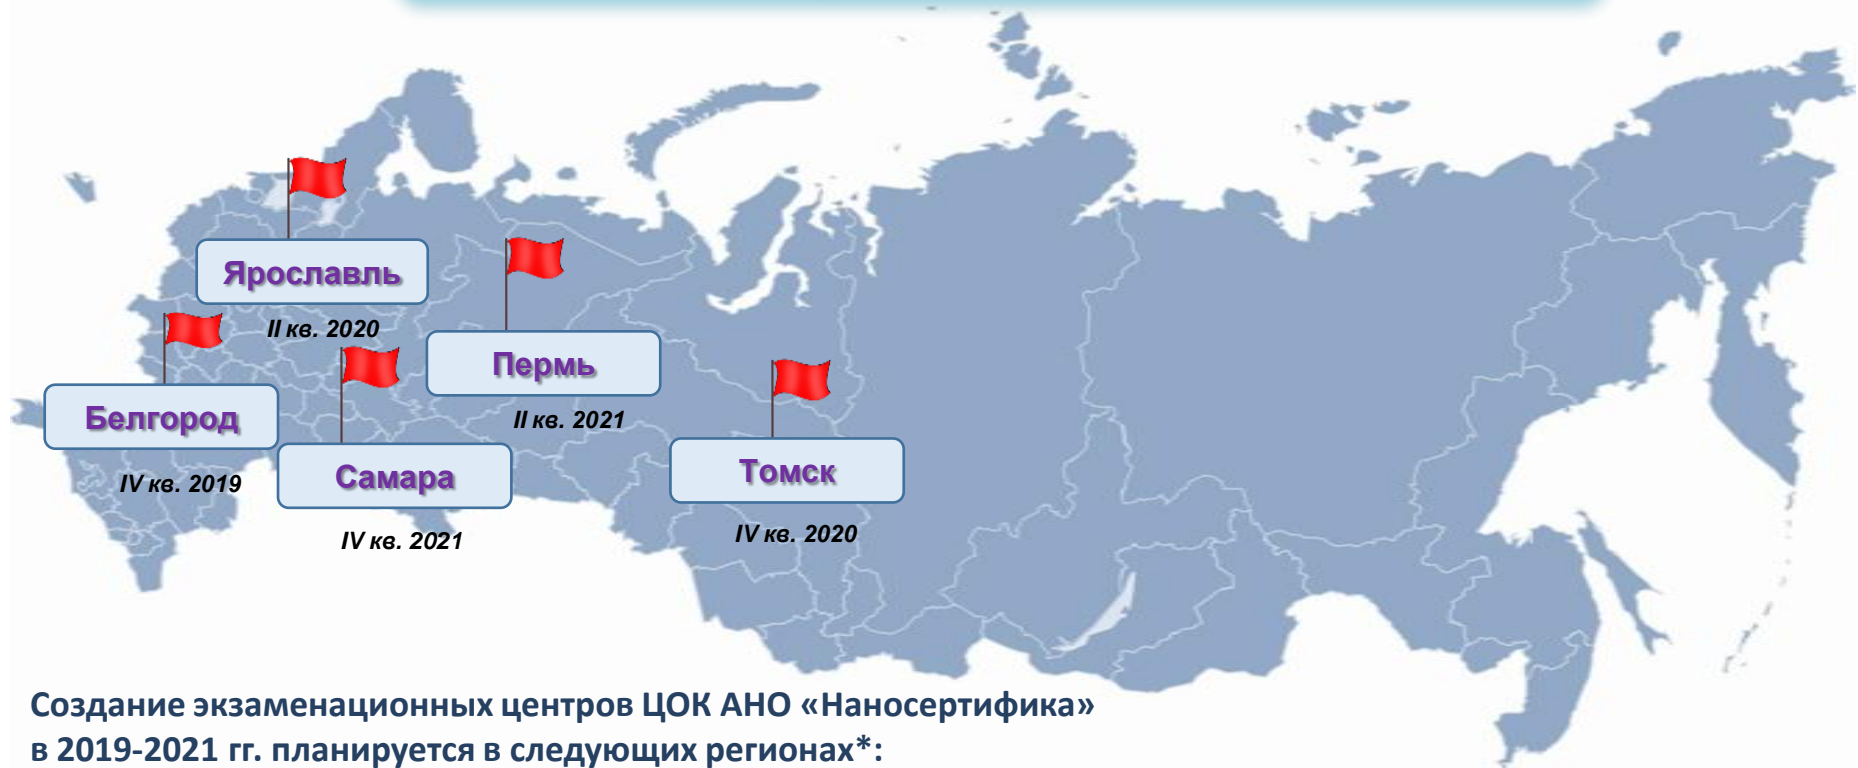 Ярославль
II кв. 2020
Пермь
II кв. 2021
Белгород
IV кв. 2019
Самара
IV кв. 2021
Томск
IV кв. 2020
Создание экзаменационных центров ЦОК АНО «Наносертифика»
в 2019-2021 гг. планируется в следующих регионах*: